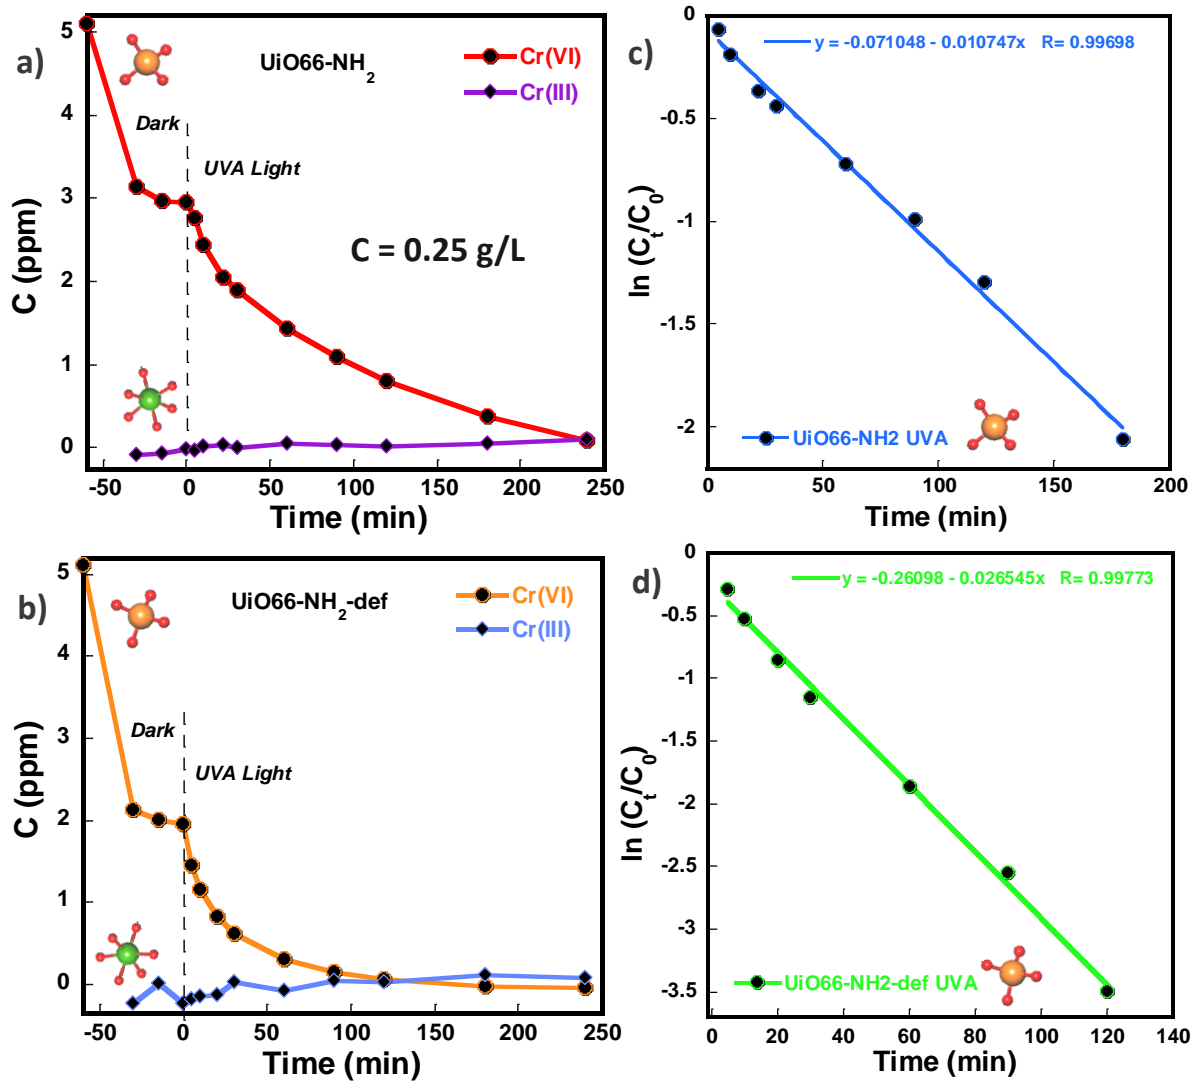 a)
UiO66-NH2
Cr(VI)
Cr(III)
Dark
UVA Light
C = 0.25 g/L
C (ppm)
5
4
3
2
1
0
-50 0 50 100 150 200 250
Time (min)
c)
y = -0.071048 - 0.010747x R= 0.99698
ln (Ct/C0)
0
-0.5
-1
-1.5
-2
UiO66-NH2 UVA
0 50 100 150 200
Time (min)
b)
UiO66-NH2-def
Cr(VI)
Cr(III)
Dark
UVA Light
C (ppm)
5
4
3
2
1
0
-50 0 50 100 150 200 250
Time (min)
d)
y = -0.26098 - 0.026545x R= 0.99773
ln (Ct/C0)
0
-0.5
-1
-1.5
-2
-2.5
-3
-3.5
UiO66-NH2-def UVA
0 20 40 60 80 100 120 140
Time (min)